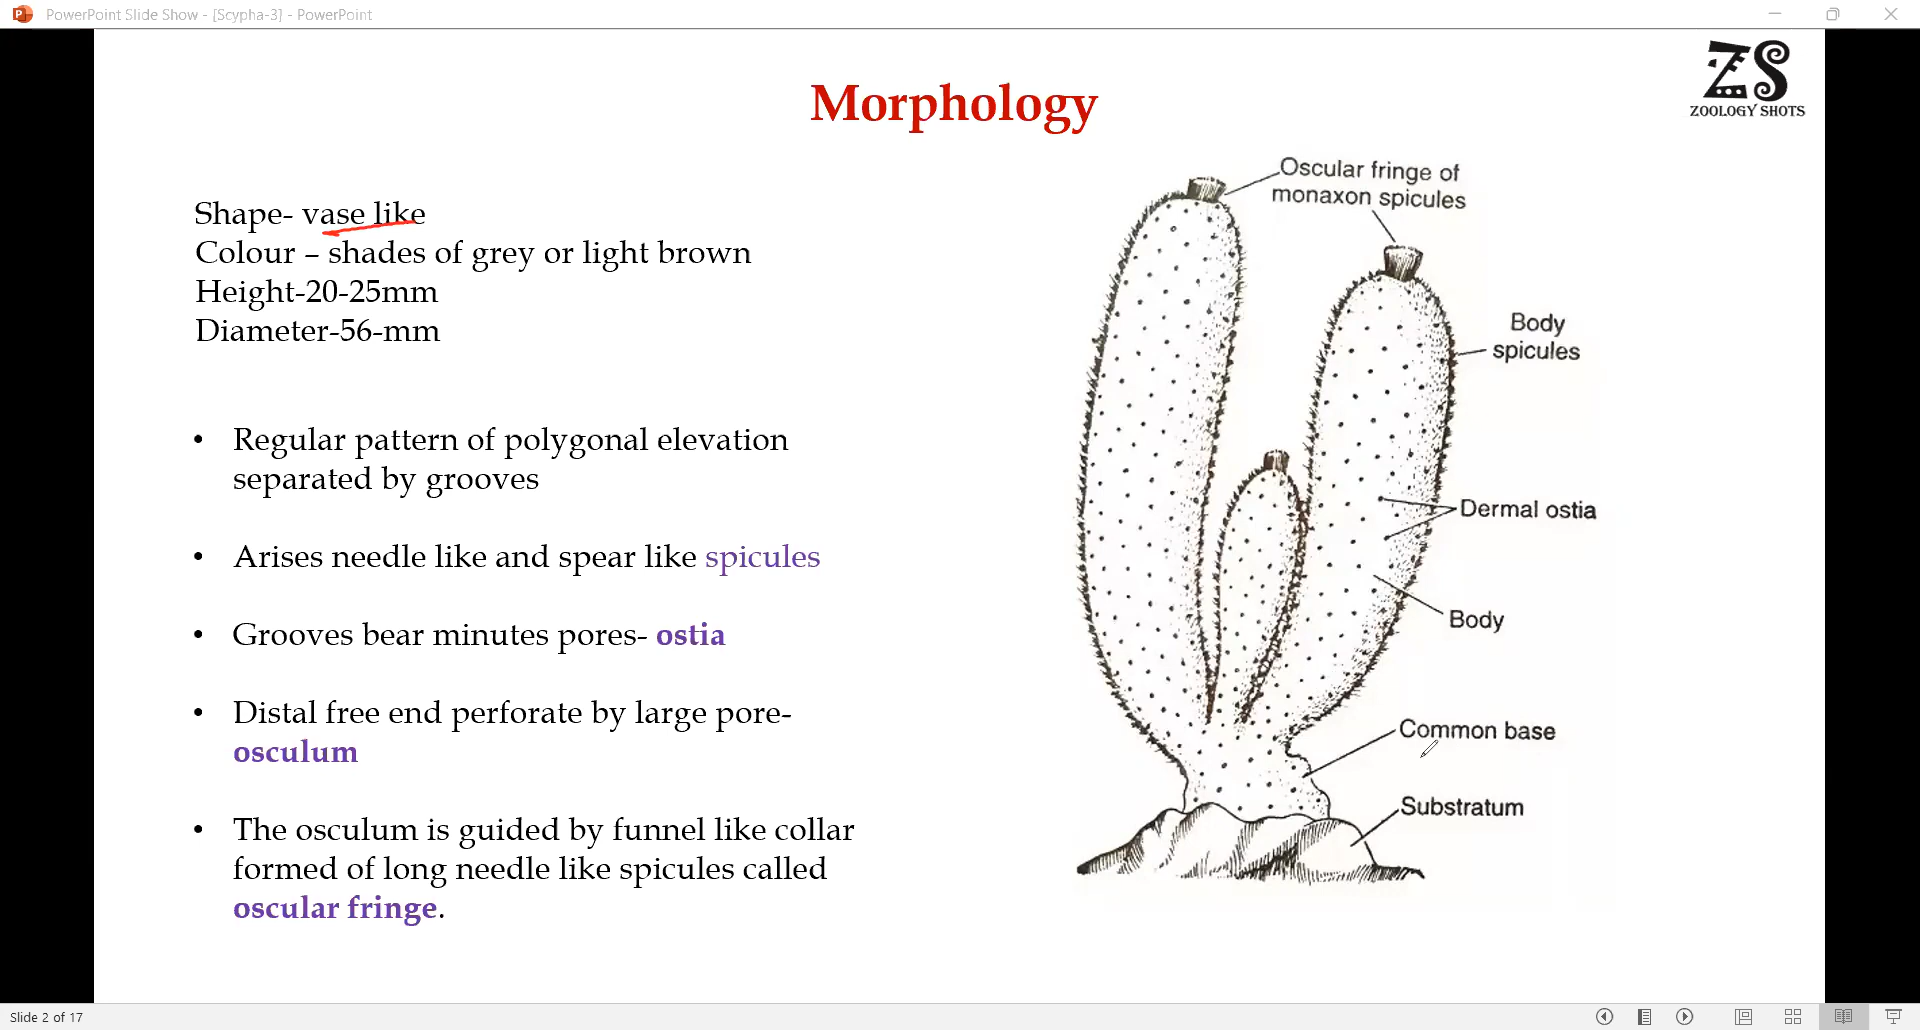 PowerPoint Slide Show - [Scypha-3] - PowerPoint
ZS
ZOOLOGY SHOTS
Morphology
Shape- vase like
Colour – shades of grey or light brown
Height-20-25mm
Diameter-56-mm
• Regular pattern of polygonal elevation
separated by grooves
• Arises needle like and spear like spicules
• Grooves bear minutes pores- ostia
• Distal free end perforate by large pore-
osculum
• The osculum is guided by funnel like collar
formed of long needle like spicules called
oscular fringe.
Oscular fringe of
monaxon spicules
Body
spicules
Dermal ostia
Body
Common base
Substratum
Slide 2 of 17